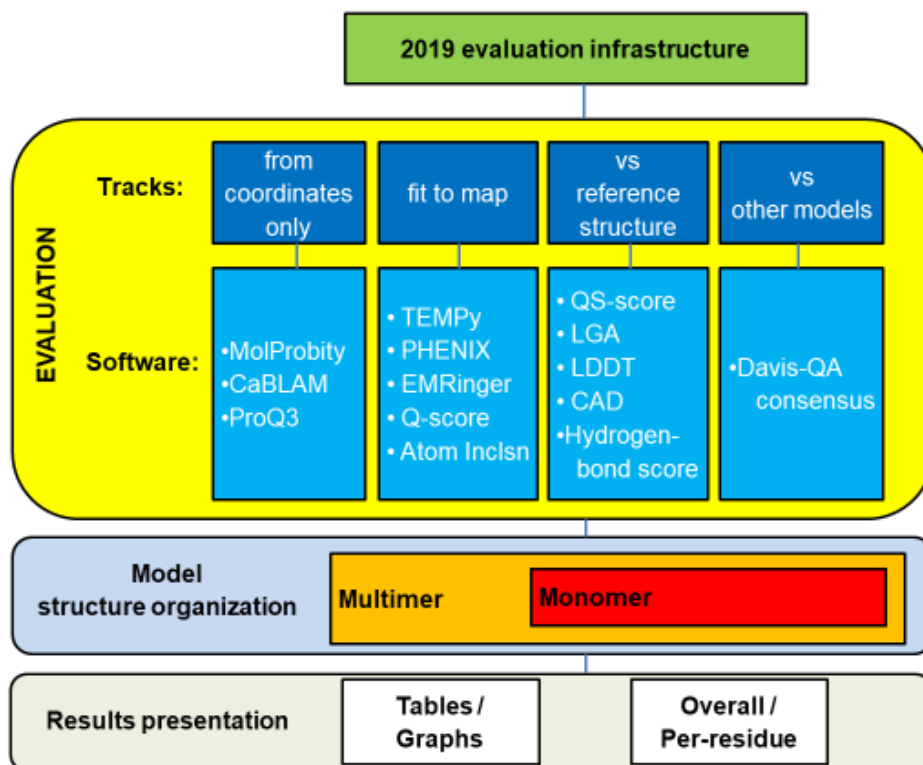 2019 evaluation infrastructure
EVALUATION
Tracks:
from
coordinates
only
fit to map
vs
reference
structure
vs
other models
Software:
•MolProbity
•CaBLAM
•ProQ3
• TEMPy
• PHENIX
• EMRinger
• Q-score
• Atom Inclsn
• QS-score
• LGA
• LDDT
• CAD
•Hydrogen-
bond score
•Davis-QA
consensus
Model
structure organization
Multimer
Monomer
Results presentation
Tables /
Graphs
Overall /
Per-residue